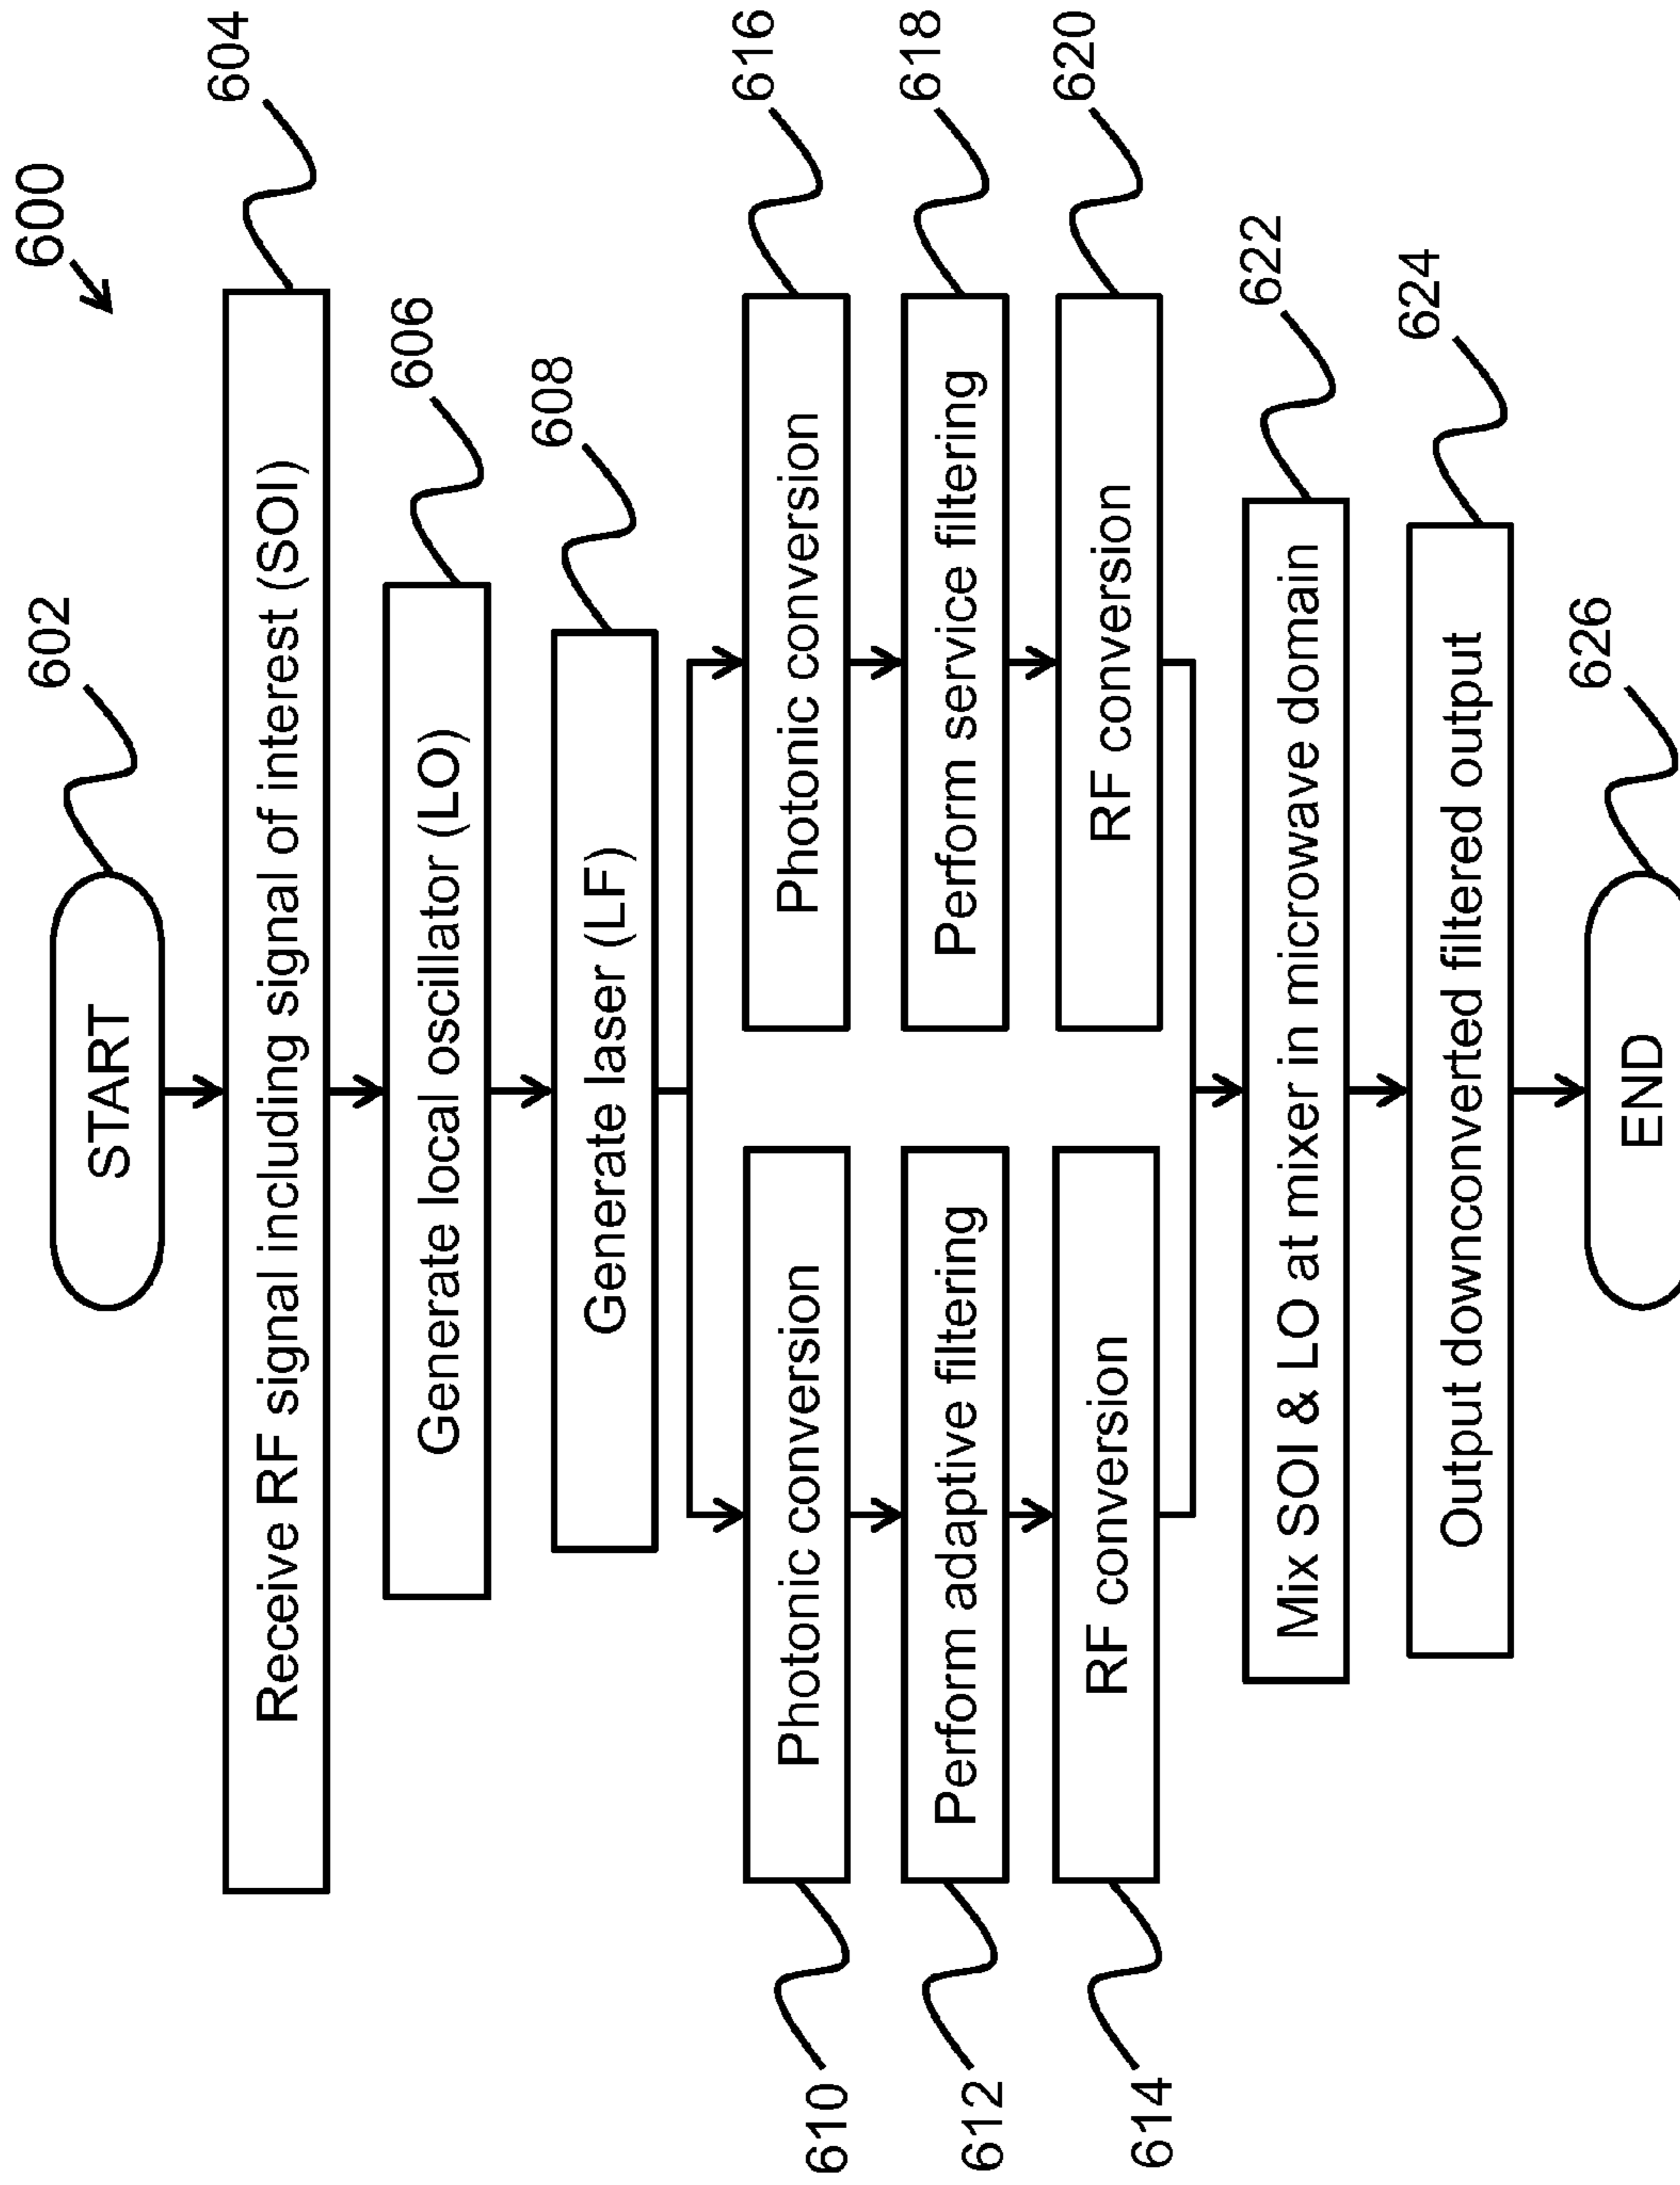 600
START
602
Receive RF signal including signal of interest (SOI)
604
Generate local oscillator (LO)
606
Generate laser (LF)
608
610
Photonic conversion
Photonic conversion
616
612
Perform adaptive filtering
Perform service filtering
618
614
RF conversion
RF conversion
620
Mix SOI & LO at mixer in microwave domain
622
Output downconverted filtered output
624
END
626